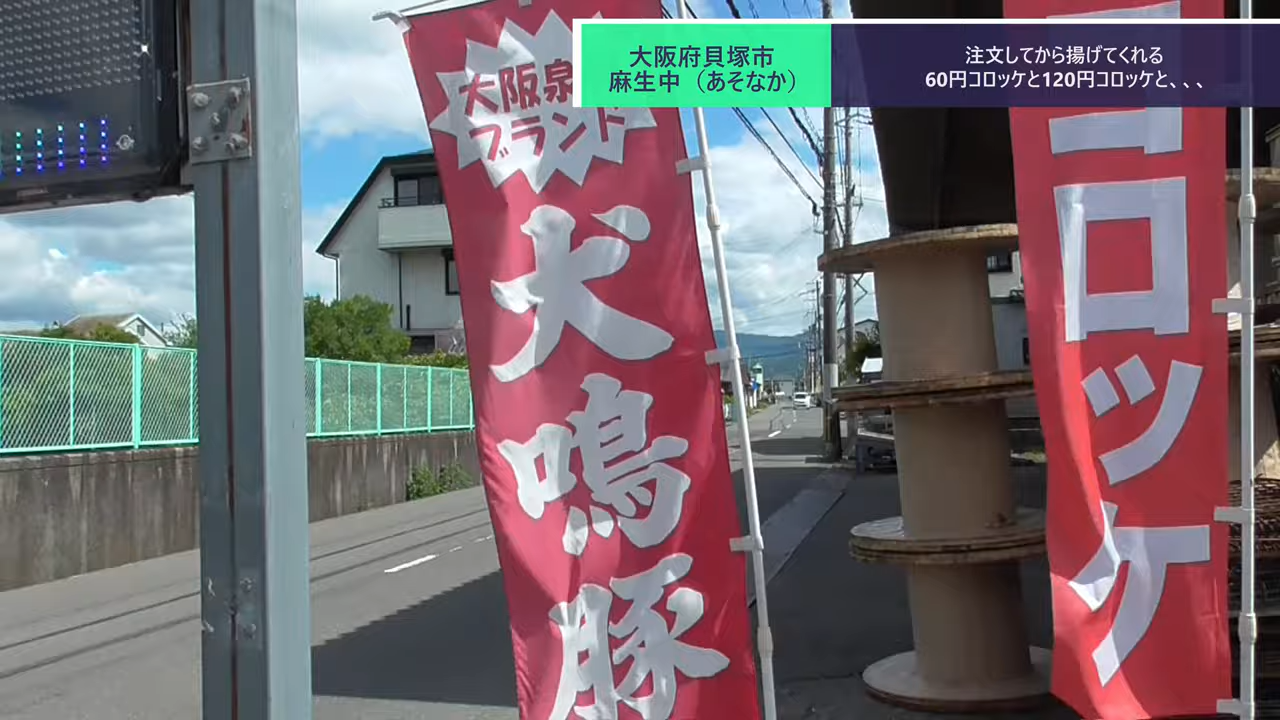 大阪府貝塚市
麻生中（あそなか）
注文してから揚げてくれる
60円コロッケと120円コロッケと、、、
大阪泉
ブランド
犬鳴豚
コロッケ